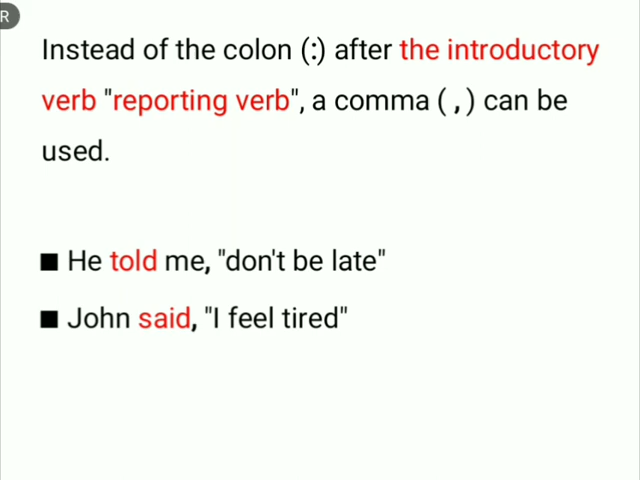 R
Instead of the colon (:) after the introductory
verb "reporting verb", a comma ( , ) can be
used.
■ He told me, "don't be late"
■ John said, "I feel tired"